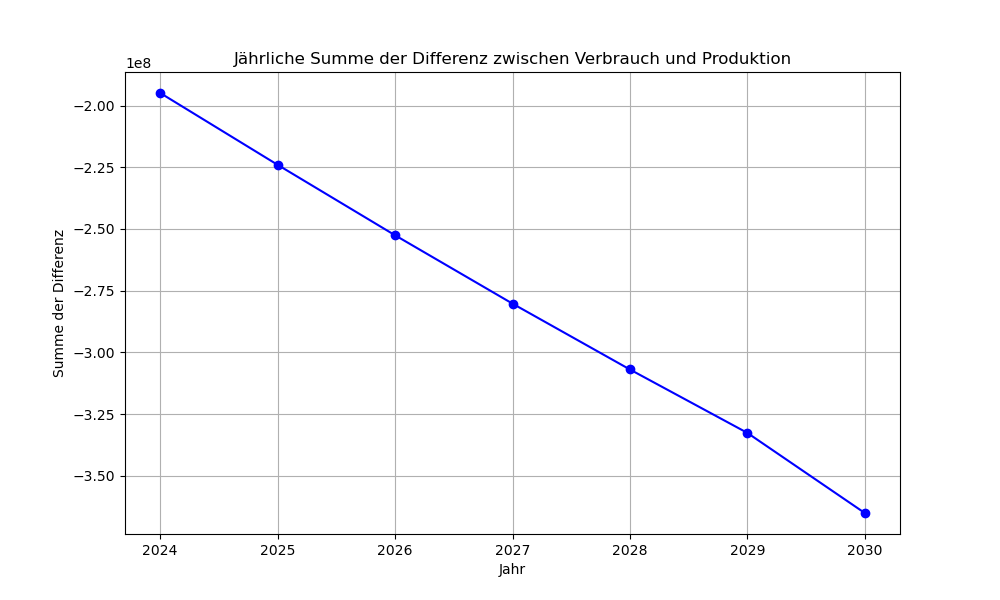 Jährliche Summe der Differenz zwischen Verbrauch und Produktion
1e8
−2.00
−2.25
−2.50
−2.75
−3.00
−3.25
−3.50
Summe der Differenz
2024 2025 2026 2027 2028 2029 2030
Jahr